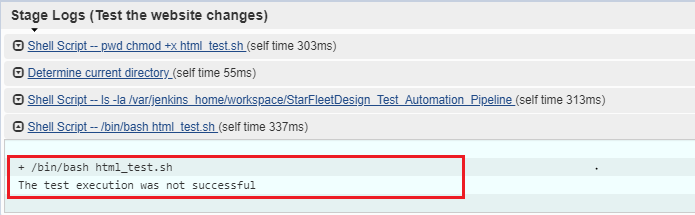 Stage Logs (Test the website changes)
Shell Script -- pwd chmod +x html_test.sh (self time 303ms)
Determine current directory (self time 55ms)
Shell Script -- ls -la /var/jenkins_home/workspace/StarFleetDesign_Test_Automation_Pipeline (self time 313ms)
Shell Script -- /bin/bash html_test.sh (self time 337ms)
+ /bin/bash html_test.sh
The test execution was not successful